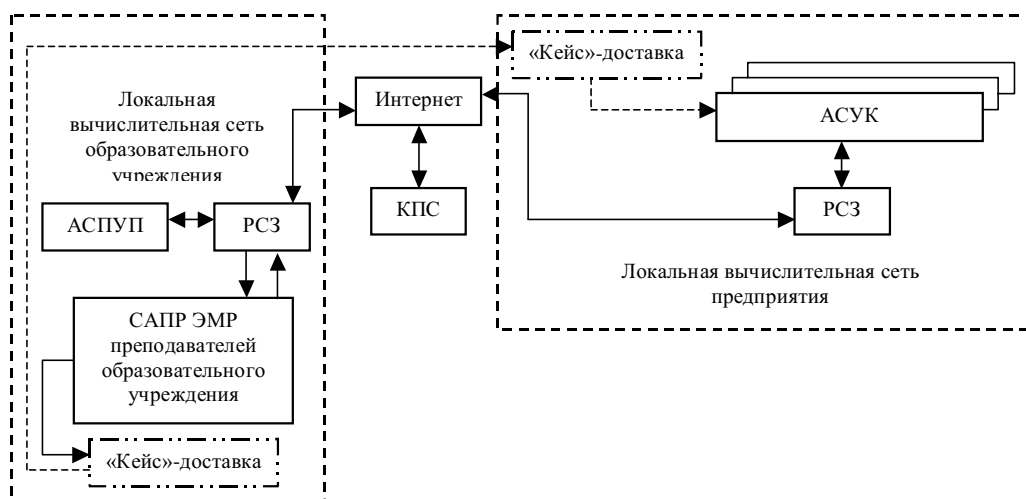 «Кейс»-доставка
Локальная
вычислительная сеть
образовательного
учреждения
Интернет
АСУК
АСПУП
РСЗ
КПС
РСЗ
Локальная вычислительная сеть
предприятия
САПР ЭМР
преподавателей
образовательного
учреждения
«Кейс»-доставка